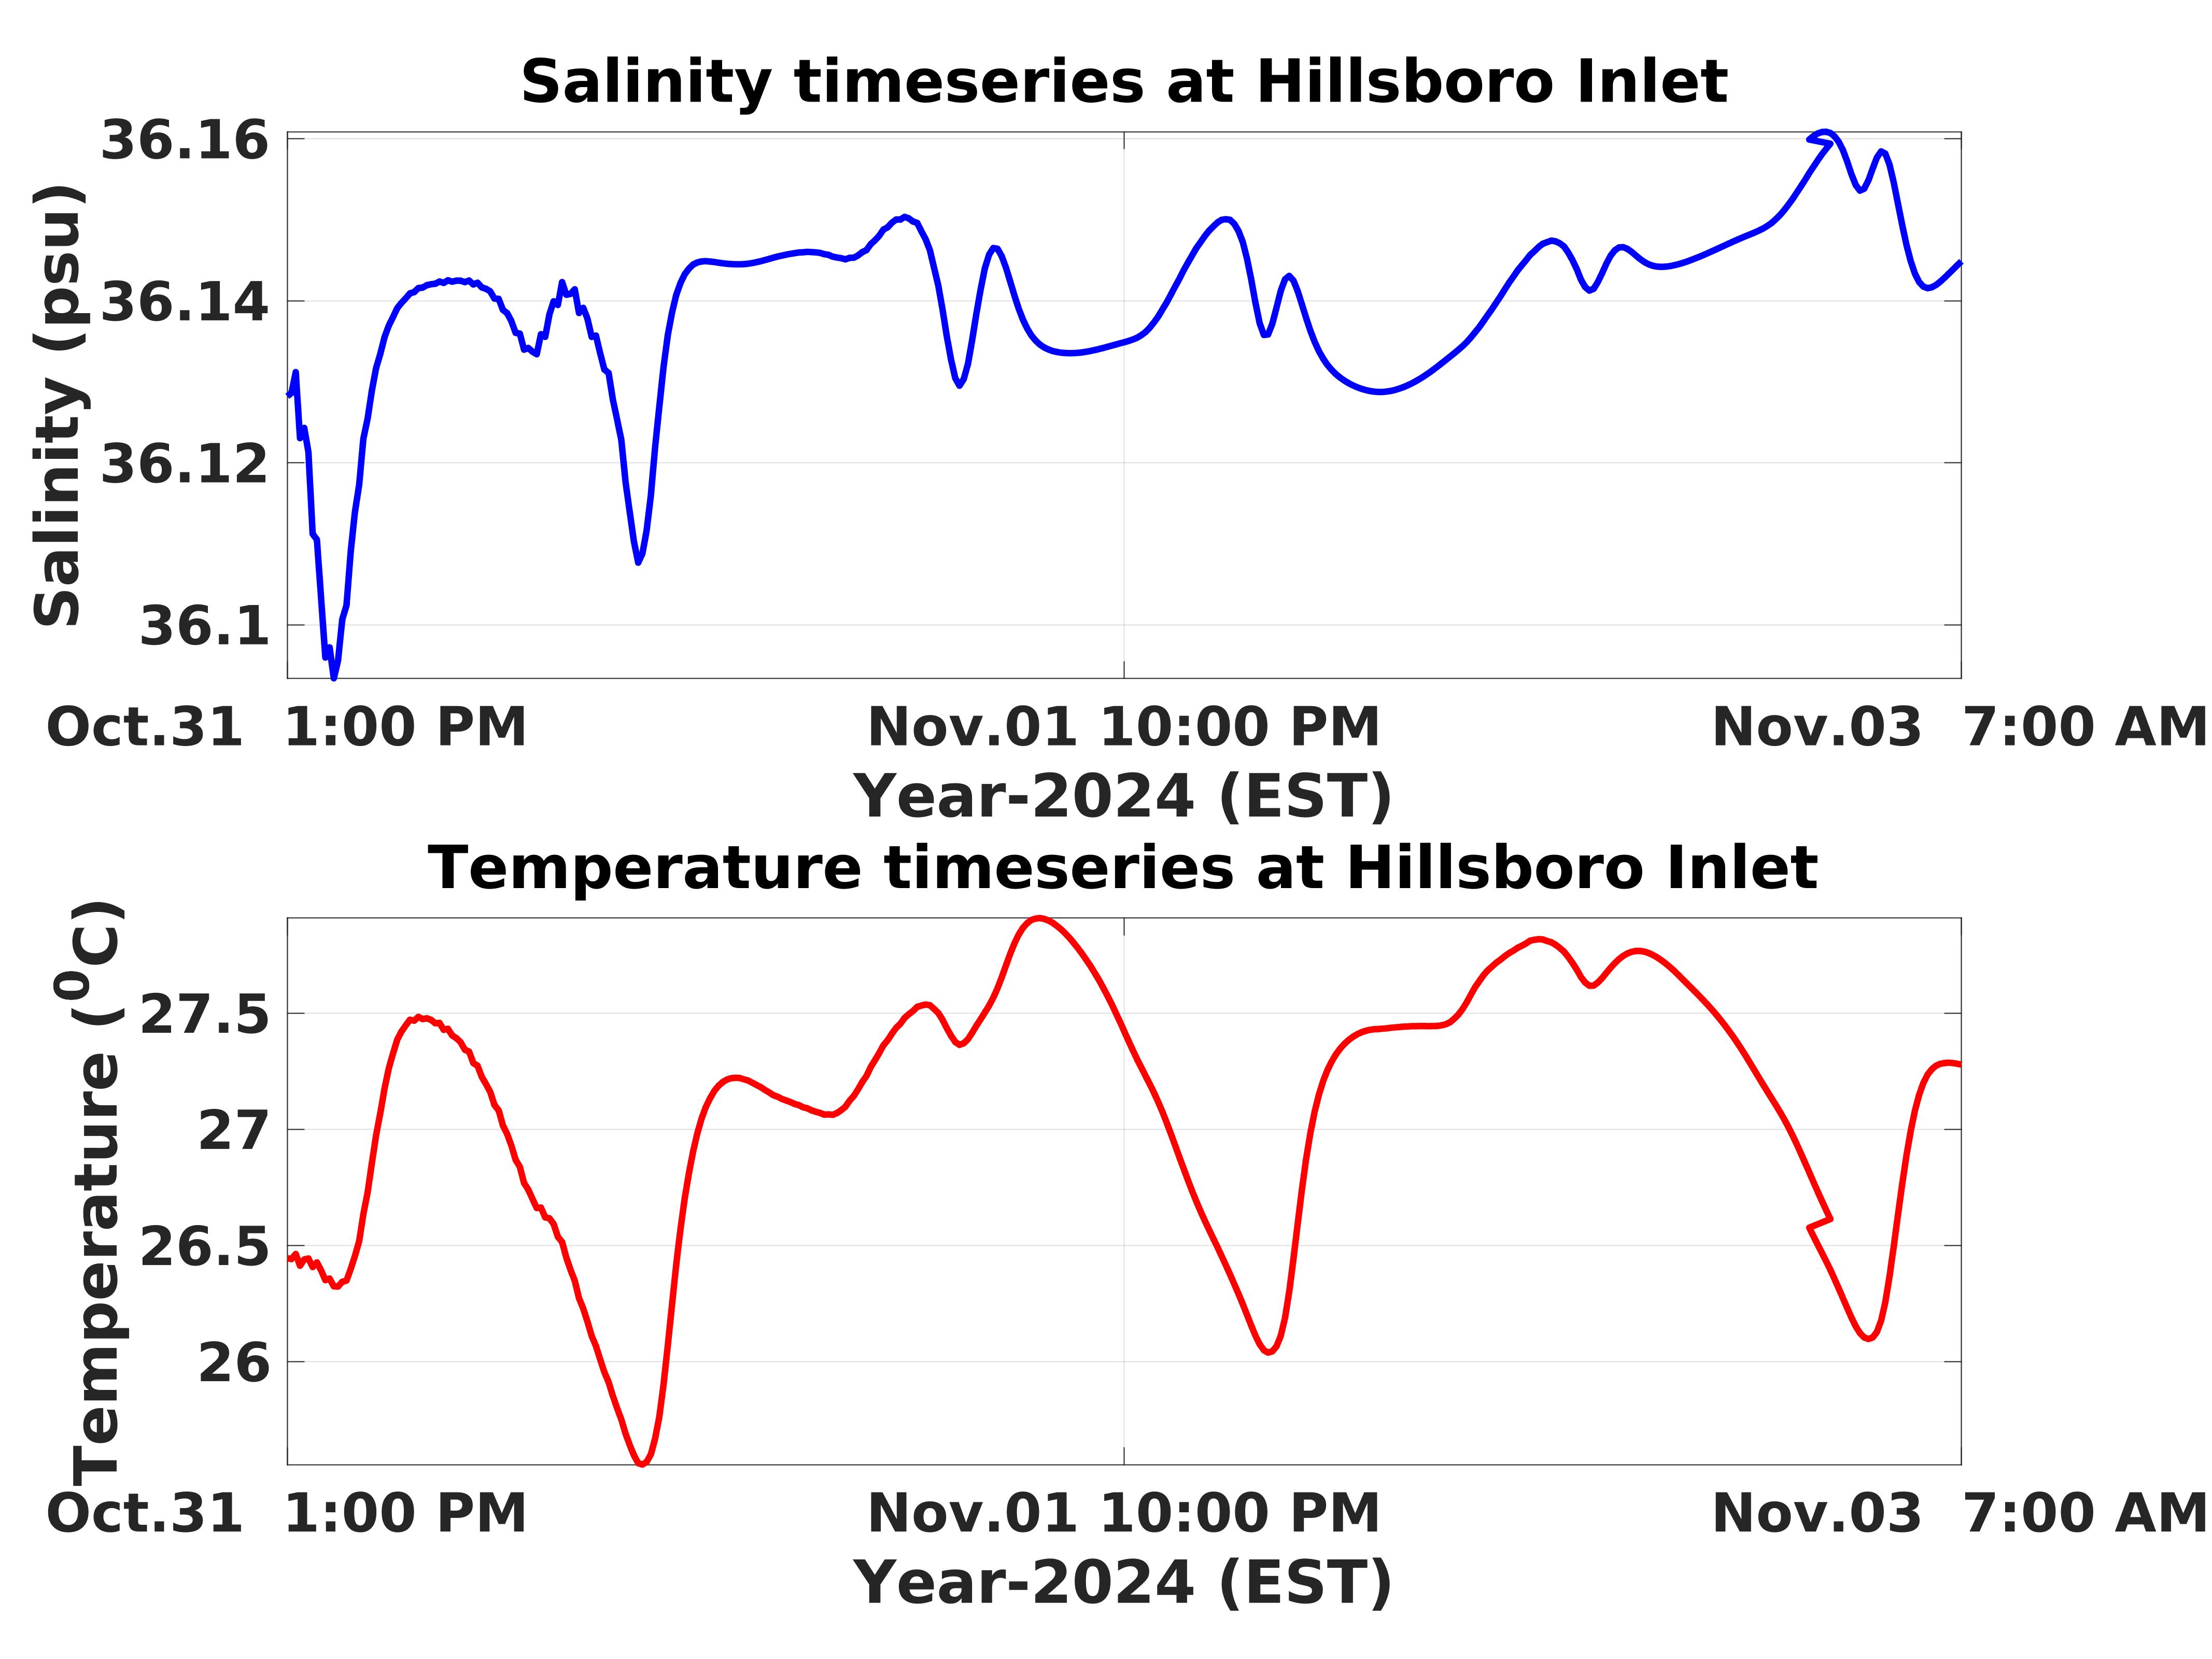 Salinity timeseries at Hillsboro Inlet
Salinity (psu)
36.16
36.14
36.12
36.1
Oct.31  1:00 PM Nov.01 10:00 PM Nov.03  7:00 AM
Year-2024 (EST)
Temperature timeseries at Hillsboro Inlet
Temperature (⁰C)
27.5
27
26.5
26
Oct.31  1:00 PM Nov.01 10:00 PM Nov.03  7:00 AM
Year-2024 (EST)